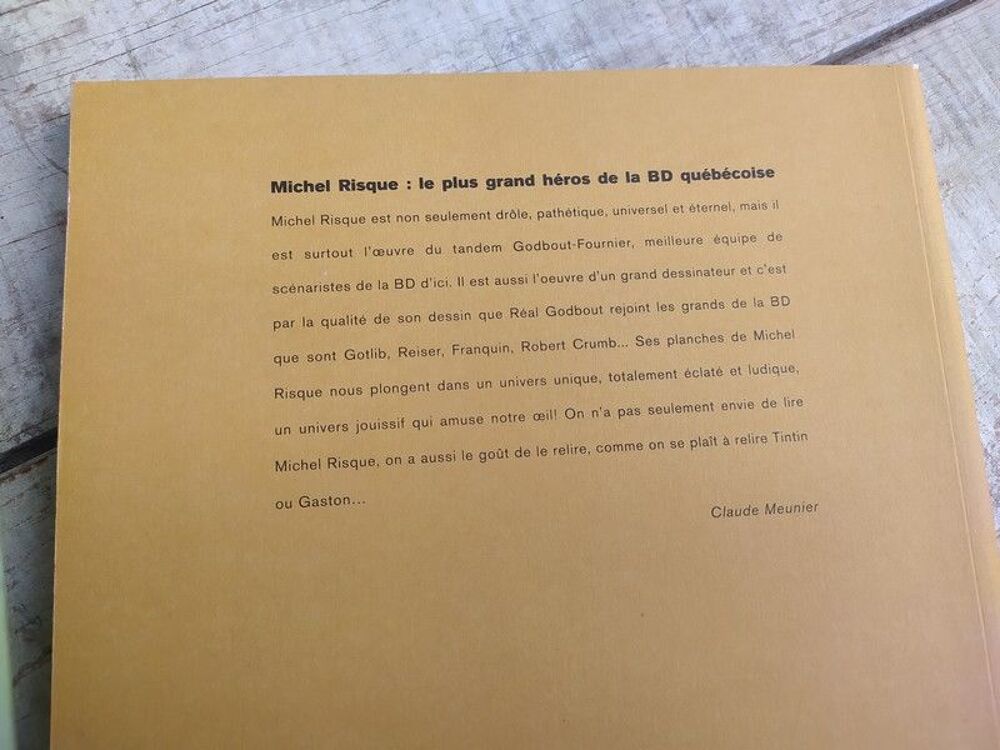 Michel Risque : le plus grand héros de la BD québécoise
Michel Risque est non seulement drôle, pathétique, universel et éternel, mais il
est surtout l'œuvre du tandem Godbout-Fournier, meilleure équipe de
scénaristes de la BD d'ici. Il est aussi l'oeuvre d'un grand dessinateur et c'est
par la qualité de son dessin que Réal Godbout rejoint les grands de la BD
que sont Gotlib, Reiser, Franquin, Robert Crumb... Ses planches de Michel
Risque nous plongent dans un univers unique, totalement éclaté et ludique,
un univers jouissif qui amuse notre œil! On n'a pas seulement envie de lire
Michel Risque, on a aussi le goût de le relire, comme on se plaît à relire Tintin
ou Gaston...
Claude Meunier